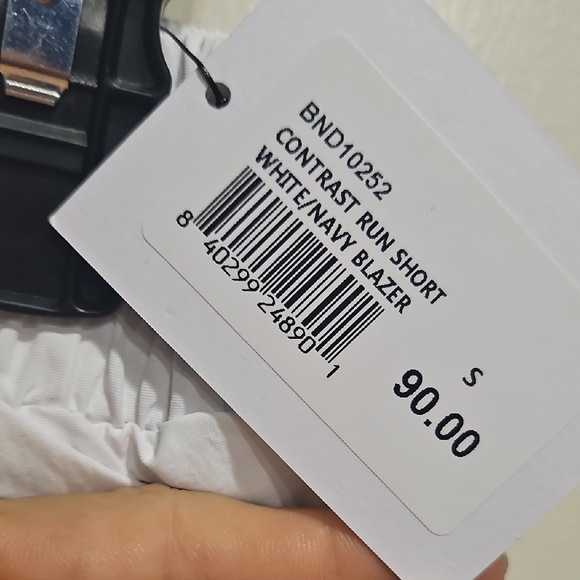 BND10252
CONTRAST RUN SHORT
WHITE/NAVY BLAZER
8 40299 24890 1
S
90.00